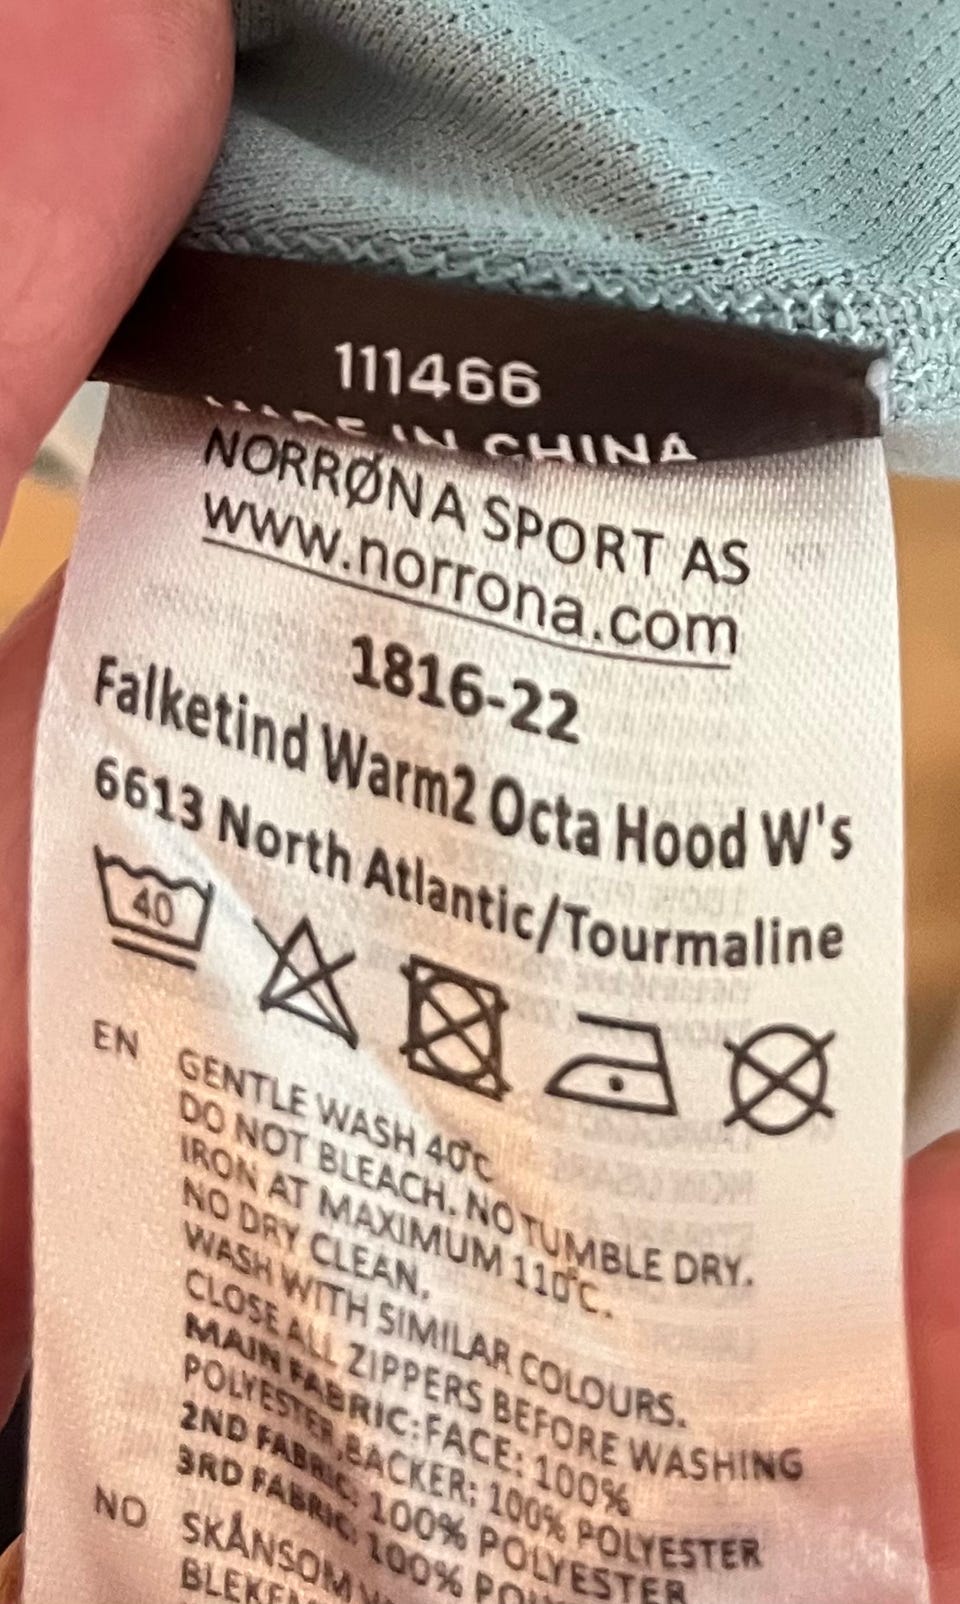 111466
MADE IN CHINA
NORRØNA SPORT AS
www.norrona.com
1816-22
Falketind Warm2 Octa Hood W's
6613 North Atlantic/Tourmaline
40
EN GENTLE WASH 40°C
DO NOT BLEACH. NO TUMBLE DRY.
IRON AT MAXIMUM 110°C.
NO DRY CLEAN.
WASH WITH SIMILAR COLOURS.
CLOSE ALL ZIPPERS BEFORE WASHING
MAIN FABRIC:FACE: 100%
POLYESTER,BACKER: 100% POLYESTER
2ND FABRIC: 100% POLYESTER
3RD FABRIC: 100%
NO SKÅNSOM